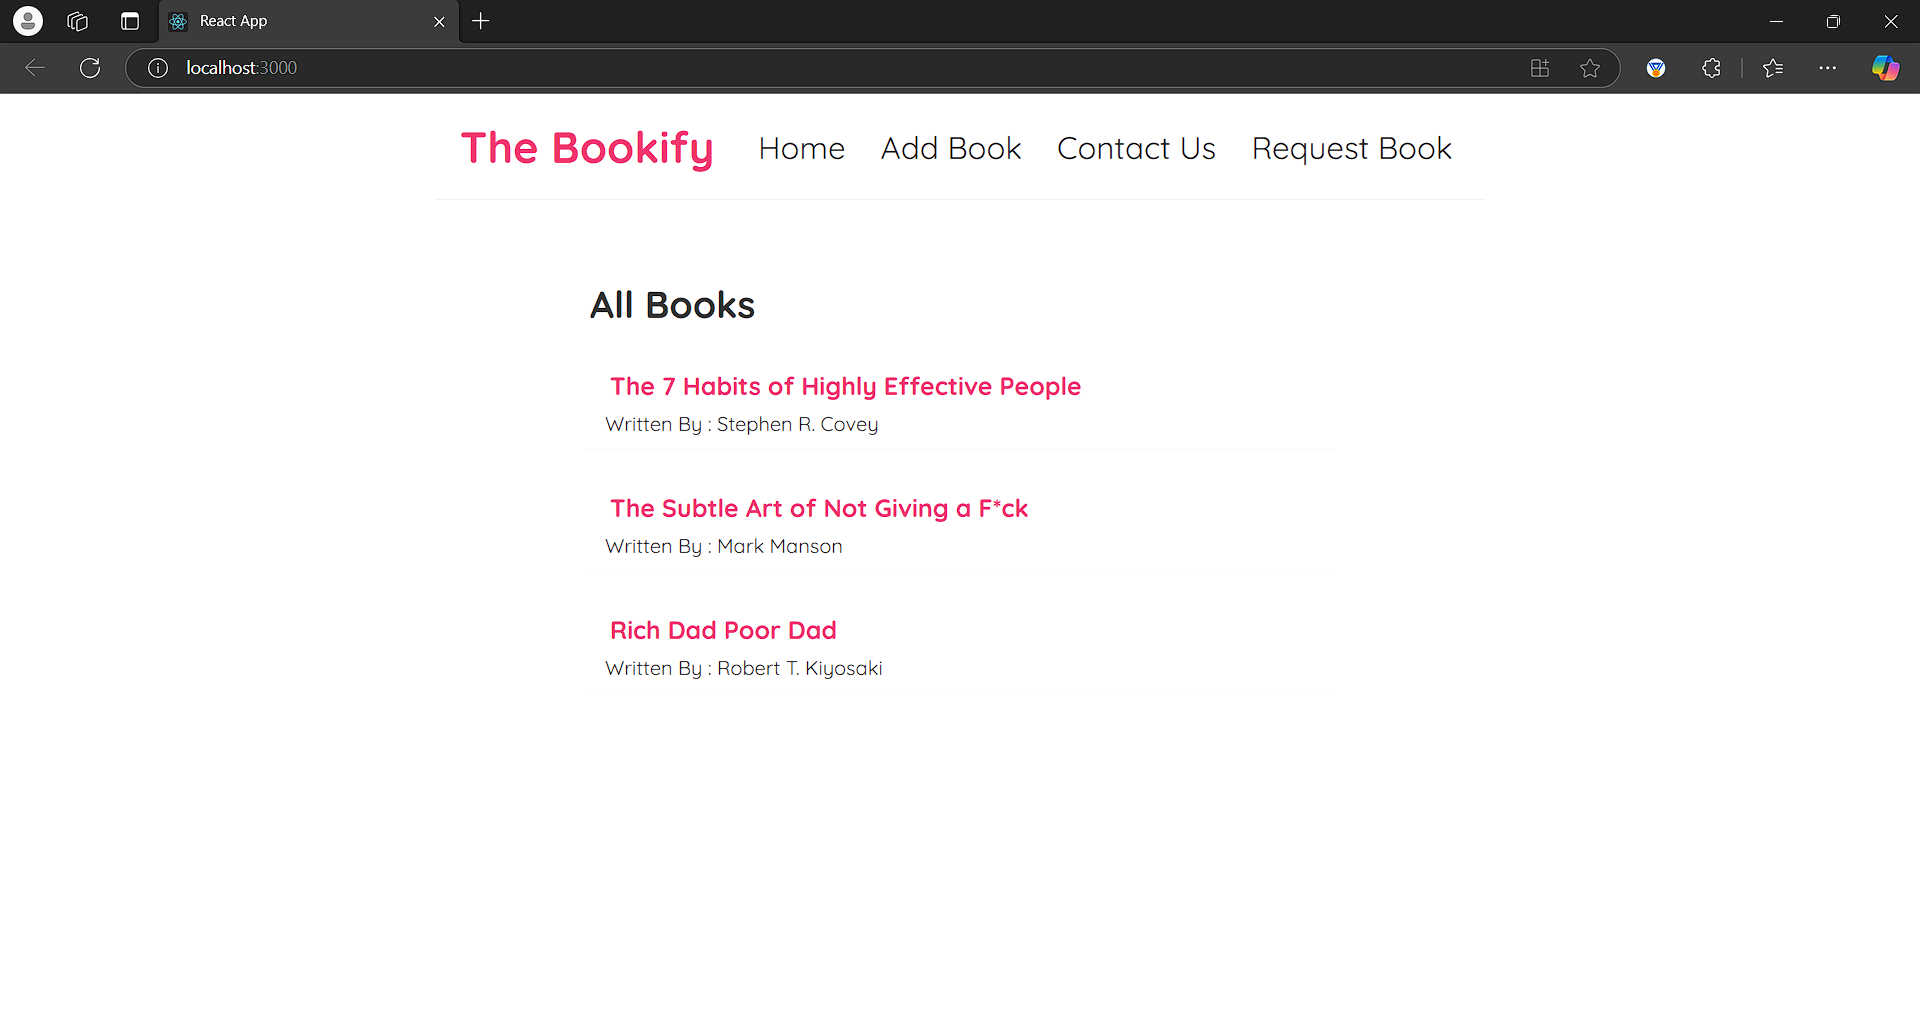 React App
localhost:3000
The Bookify Home Add Book Contact Us Request Book
All Books
The 7 Habits of Highly Effective People
Written By : Stephen R. Covey
The Subtle Art of Not Giving a F*ck
Written By : Mark Manson
Rich Dad Poor Dad
Written By : Robert T. Kiyosaki